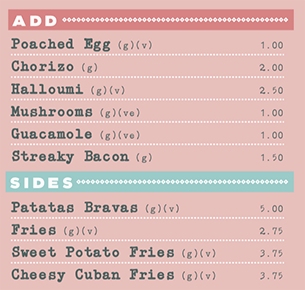 ADD
Poached Egg (g)(v) 1.00
Chorizo (g) 2.00
Halloumi (g)(v) 2.50
Mushrooms (g)(ve) 1.00
Guacamole (g)(ve) 1.00
Streaky Bacon (g) 1.50
SIDES
Patatas Bravas (g)(v) 5.00
Fries (g)(v) 2.75
Sweet Potato Fries (g)(v) 3.75
Cheesy Cuban Fries (g)(v) 3.75